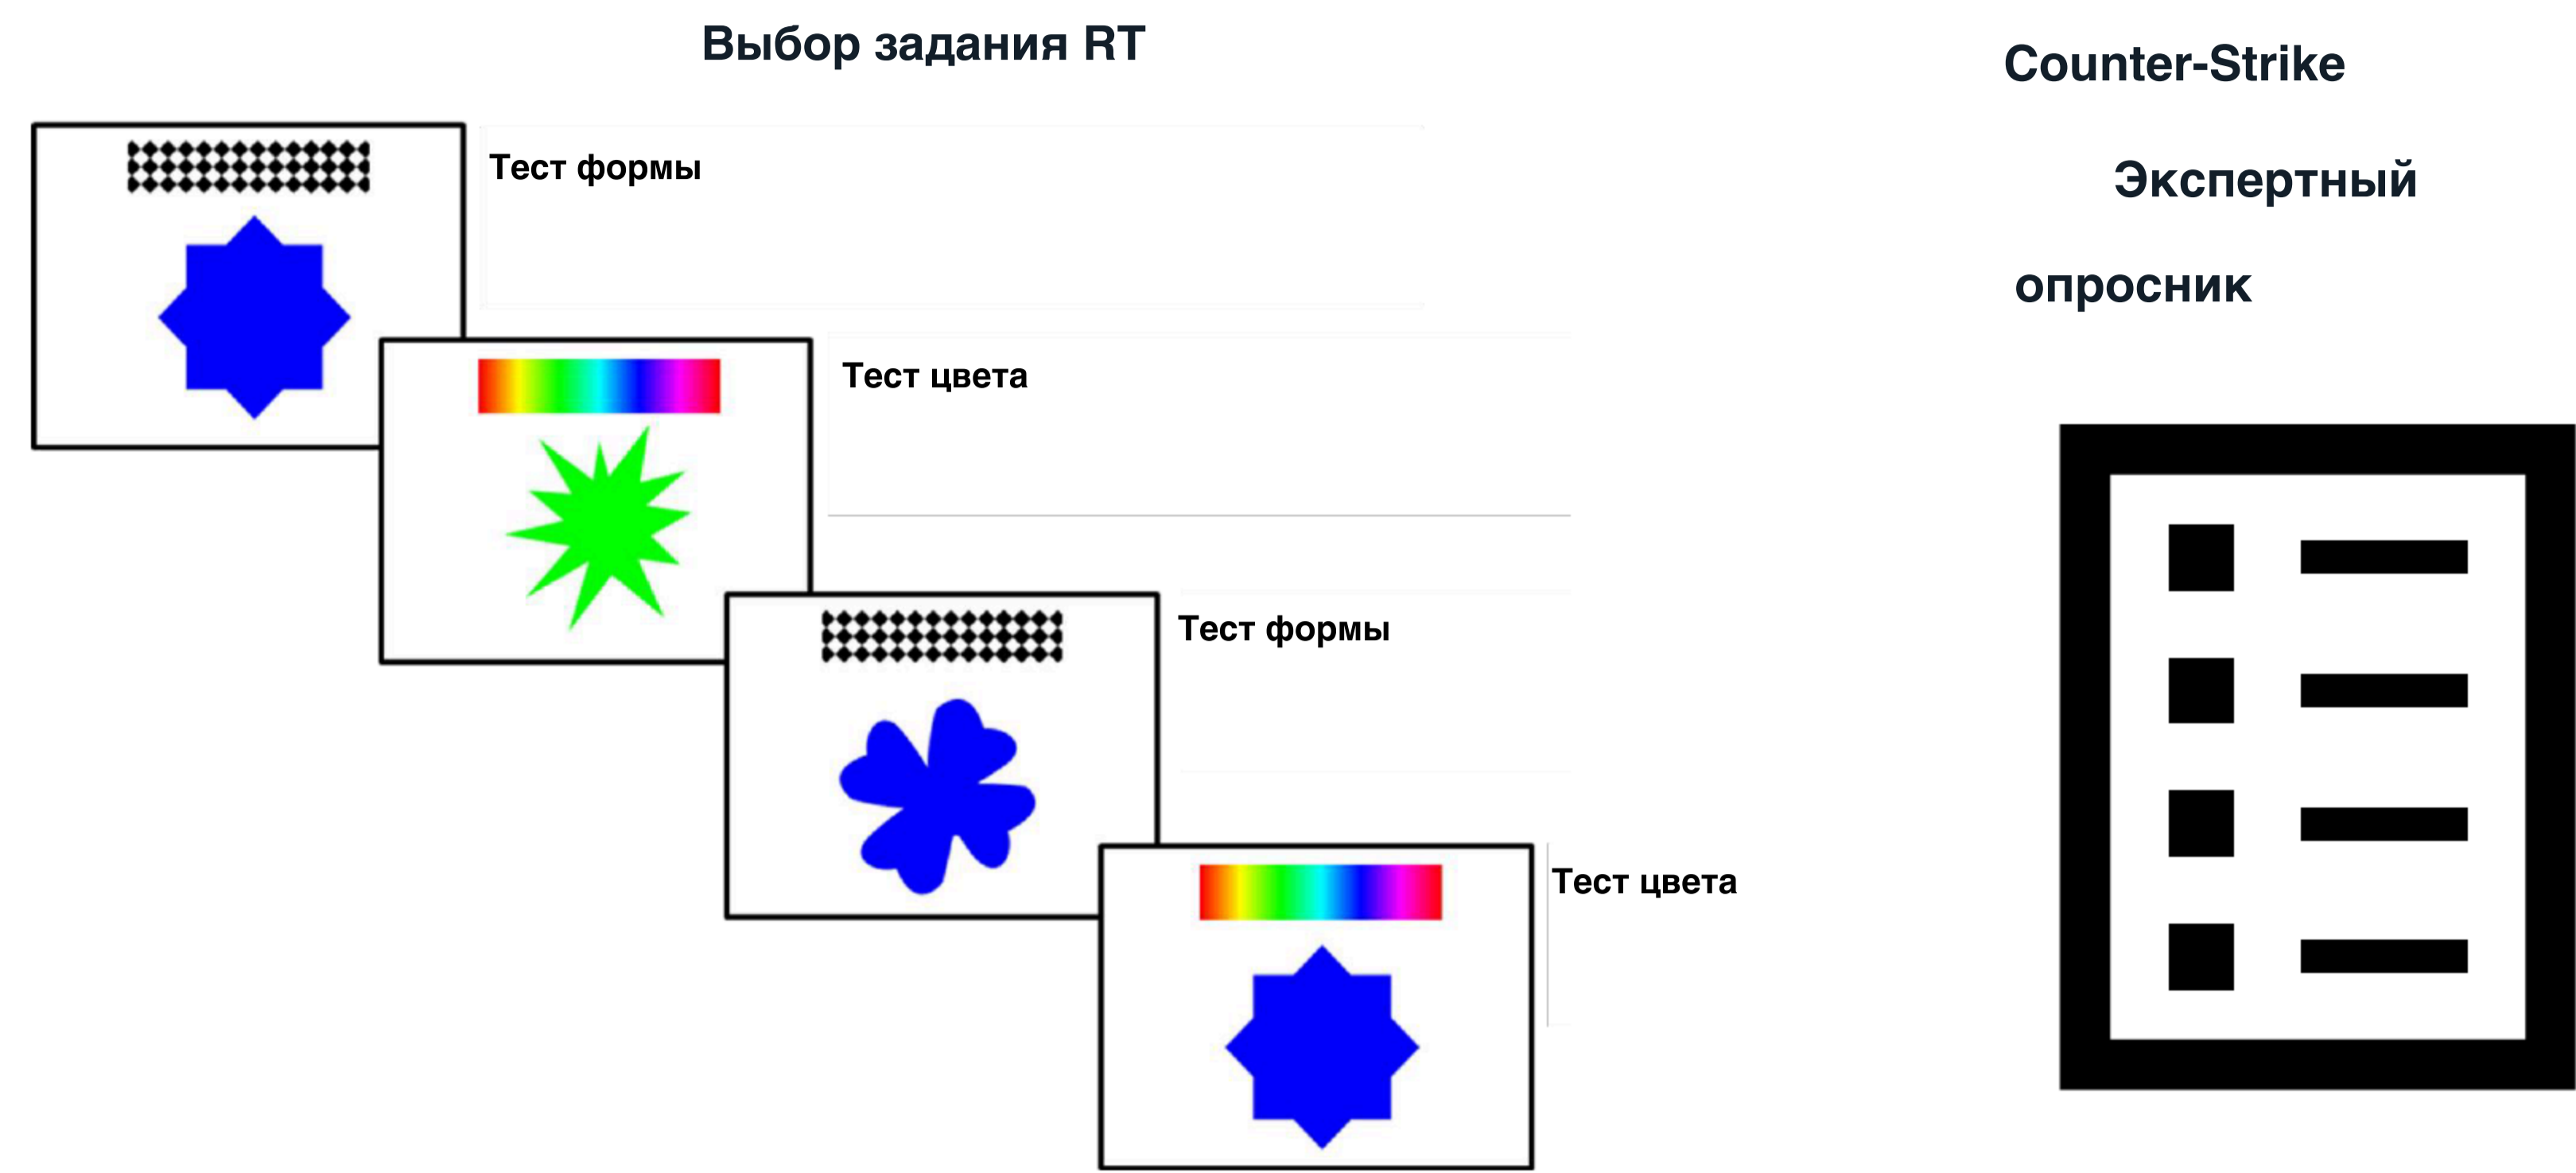 Выбор задания RT
Тест формы
Тест цвета
Тест формы
Тест цвета
Counter-Strike
Экспертный
опросник